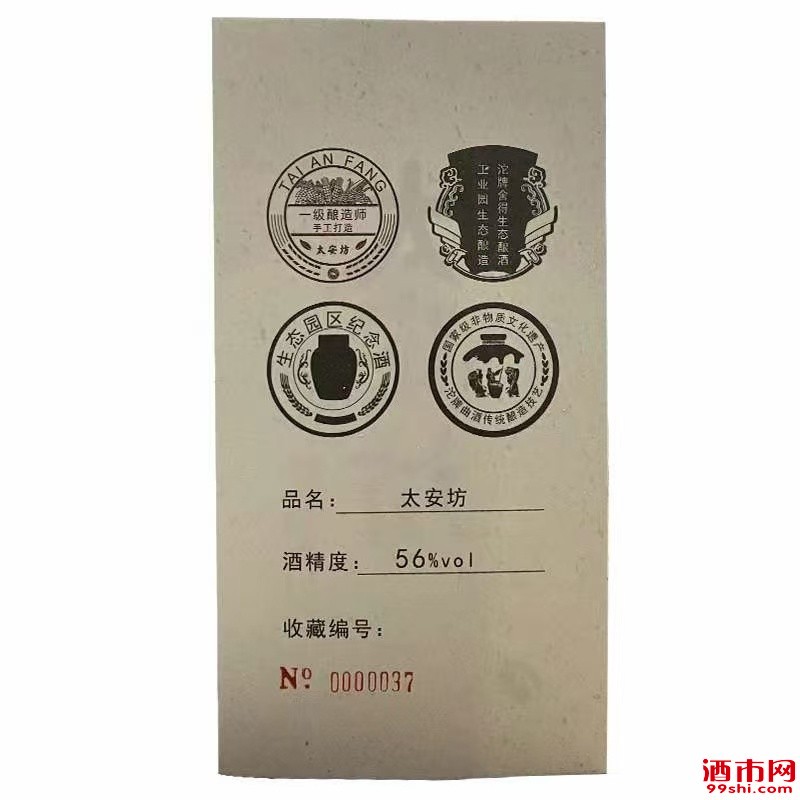 TAI AN FANG
一级酿造师
手工打造
太安坊
沱牌舍得生态酿酒
工业园生态酿造
生态园区纪念酒
国家级非物质文化遗产
沱牌曲酒传统酿造技艺
品名： 太安坊
酒精度： 56%vol
收藏编号：
Nº 0000037
酒市网
99shi.com